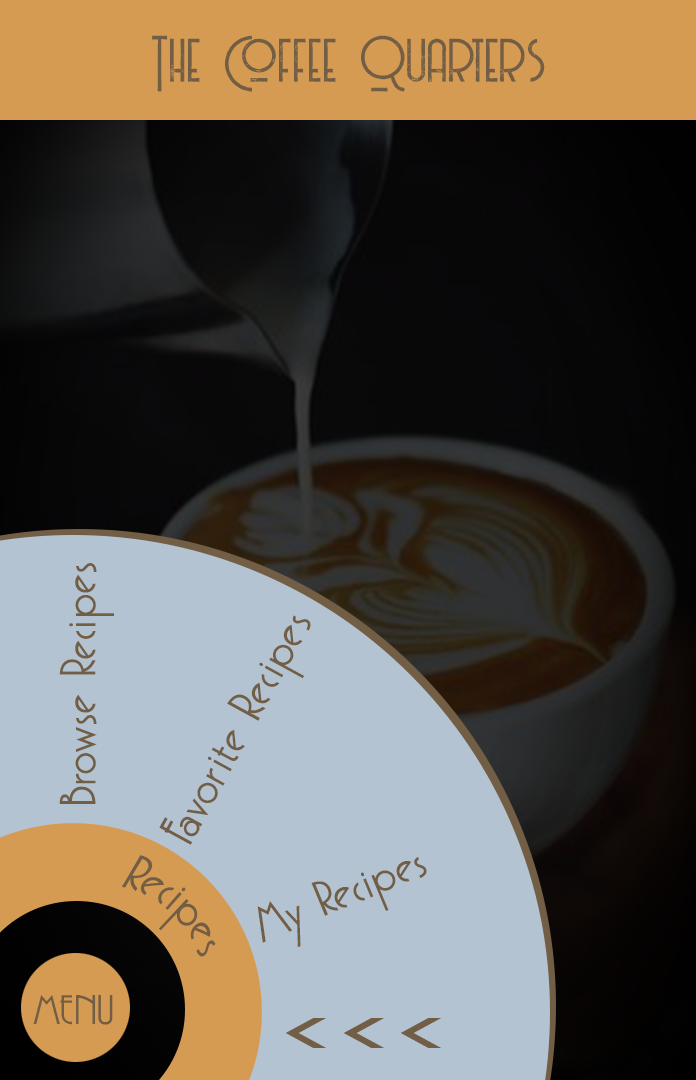 The Coffee Quarters
Browse Recipes
Favorite Recipes
My Recipes
Recipes
MENU